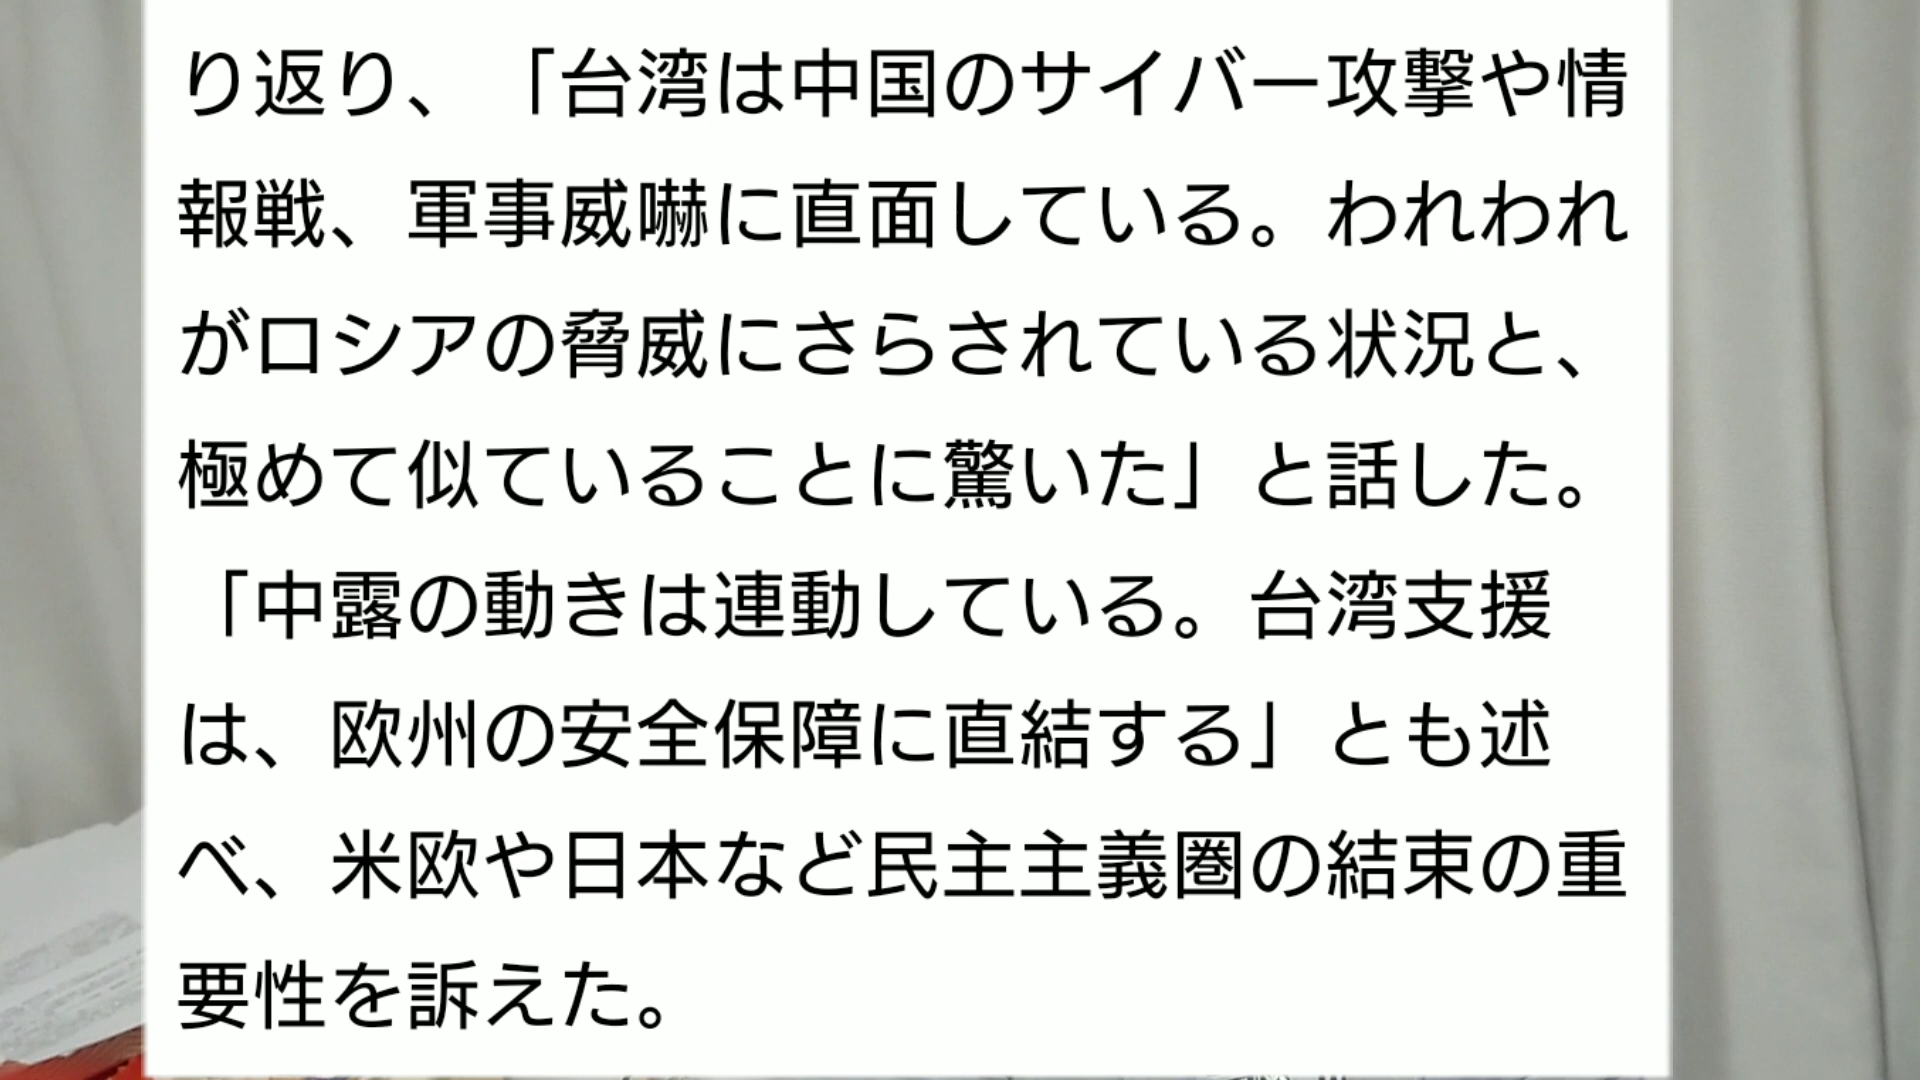 り返り、「台湾は中国のサイバー攻撃や情
報戦、軍事威嚇に直面している。われわれ
がロシアの脅威にさらされている状況と、
極めて似ていることに驚いた」と話した。
「中露の動きは連動している。台湾支援
は、欧州の安全保障に直結する」とも述
べ、米欧や日本など民主主義圏の結束の重
要性を訴えた。